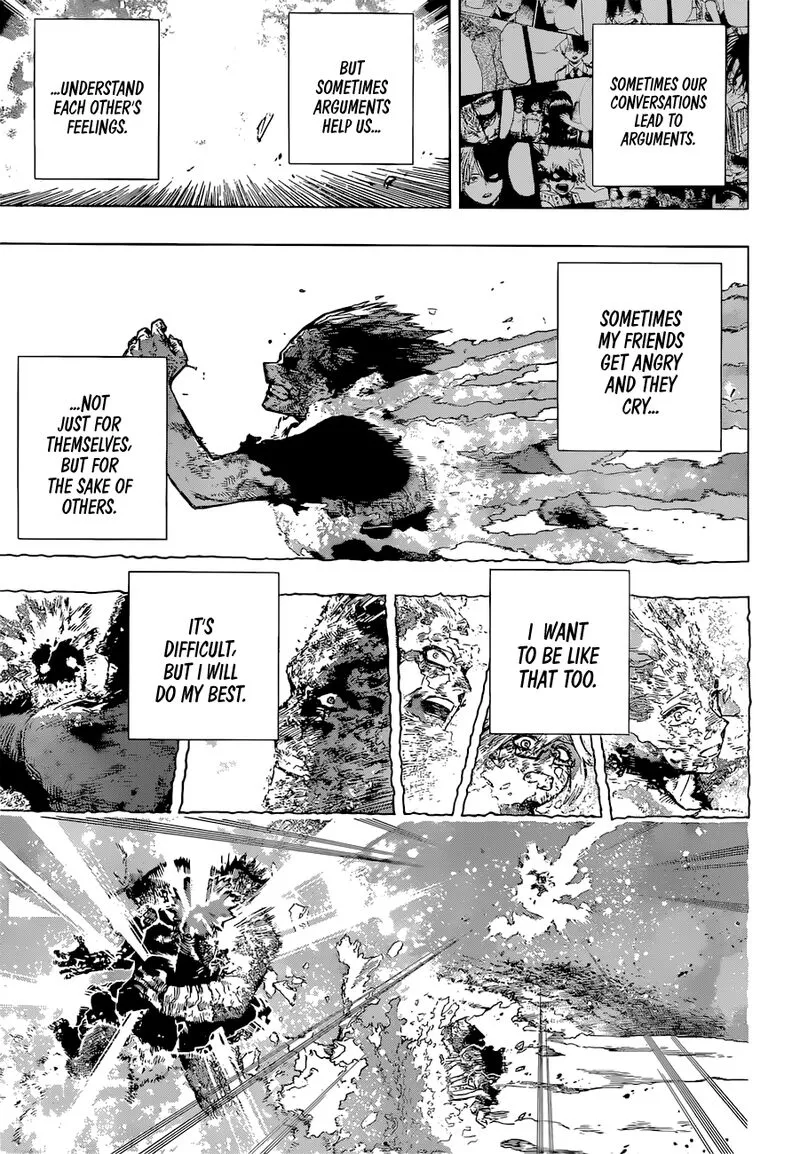 SOMETIMES OUR
CONVERSATIONS
LEAD TO
ARGUMENTS.
BUT
SOMETIMES
ARGUMENTS
HELP US...
...UNDERSTAND
EACH OTHER'S
FEELINGS.
SOMETIMES
MY FRIENDS
GET ANGRY
AND THEY
CRY...
...NOT
JUST FOR
THEMSELVES,
BUT FOR
THE SAKE OF
OTHERS.
I WANT
TO BE LIKE
THAT TOO.
IT'S
DIFFICULT,
BUT I WILL
DO MY BEST.